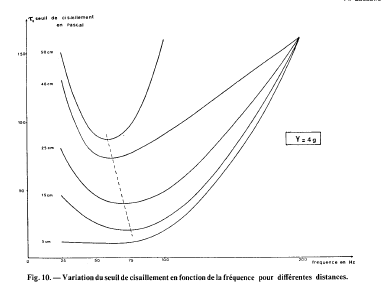 τ₀ seuil de cisaillement
en Pascal
150
50 cm
40 cm
100
γ = 4g
25 cm
50
15 cm
5 cm
0
25
50
75
100
200
frequence en Hz
Fig. 10. — Variation du seuil de cisaillement en fonction de la fréquence pour différentes distances.